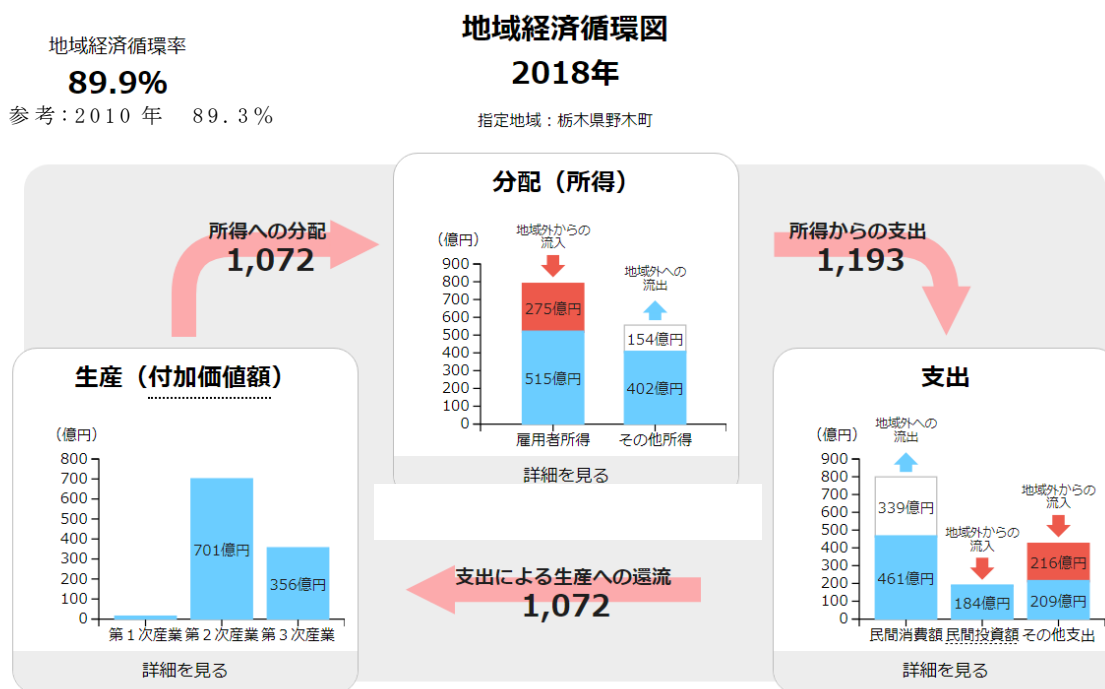 地域経済循環図
2018年
指定地域：栃木県野木町
地域経済循環率
89.9%
参考：2010 年　89.3%
分配（所得）
所得への分配
1,072
所得からの支出
1,193
（億円）
地域外からの
流入
地域外への
流出
900
800
700
600
500
400
300
200
100
0
275億円
515億円
154億円
402億円
雇用者所得
その他所得
詳細を見る
生産（付加価値額）
（億円）
800
700
600
500
400
300
200
100
0
701億円
356億円
第１次産業
第２次産業
第３次産業
詳細を見る
支出による生産への還流
1,072
支出
（億円）
地域外への
流出
地域外からの
流入
地域外からの
流入
900
800
700
600
500
400
300
200
100
0
339億円
461億円
184億円
216億円
209億円
民間消費額
民間投資額
その他支出
詳細を見る